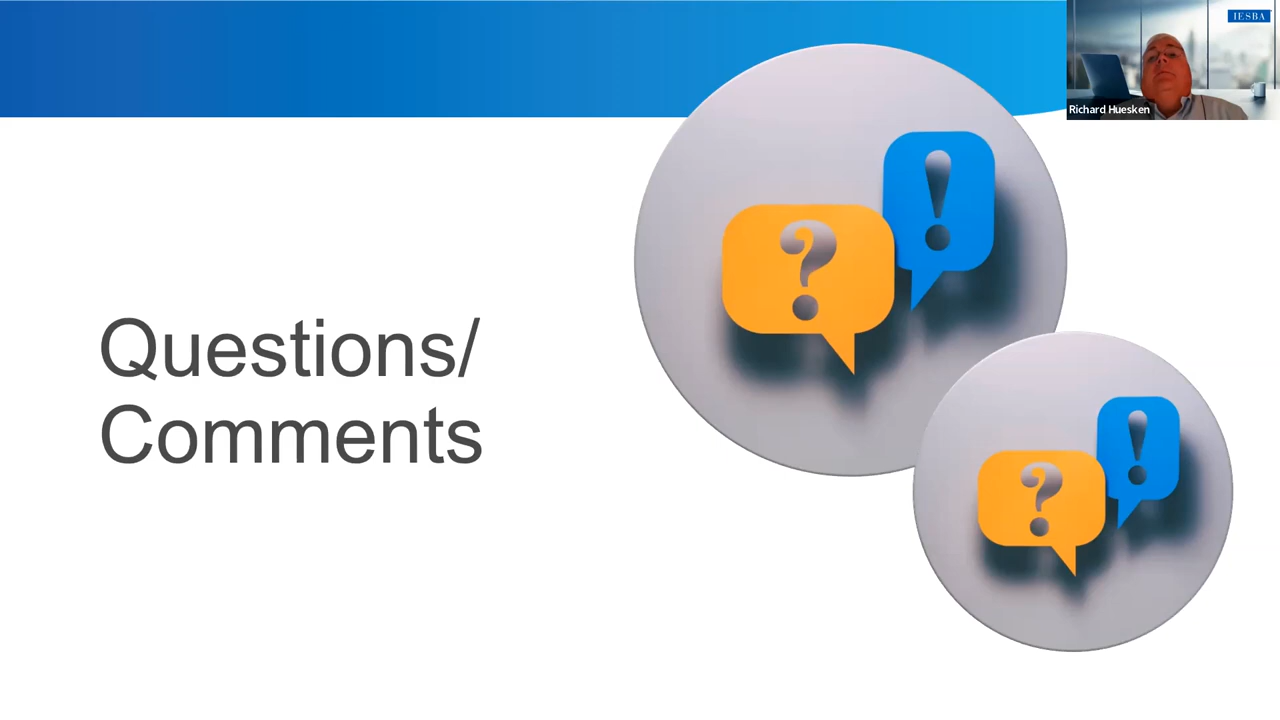 IESBA
Richard Huesken
Questions/
Comments
?
!
?
!